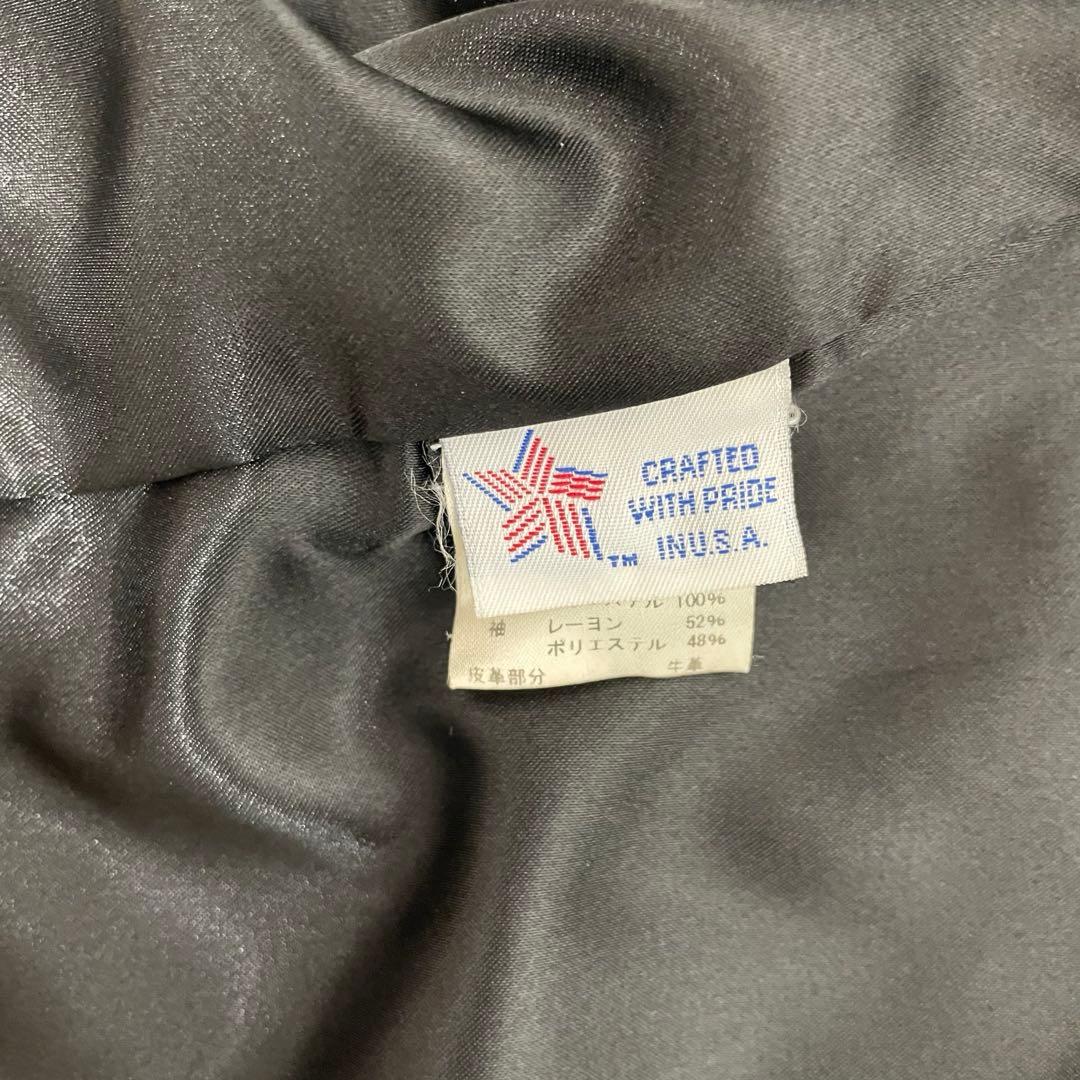 CRAFTED
WITH PRIDE
IN U.S.A.
TM
テル 100%
袖 レーヨン 52%
ポリエステル 48%
皮革部分 牛革